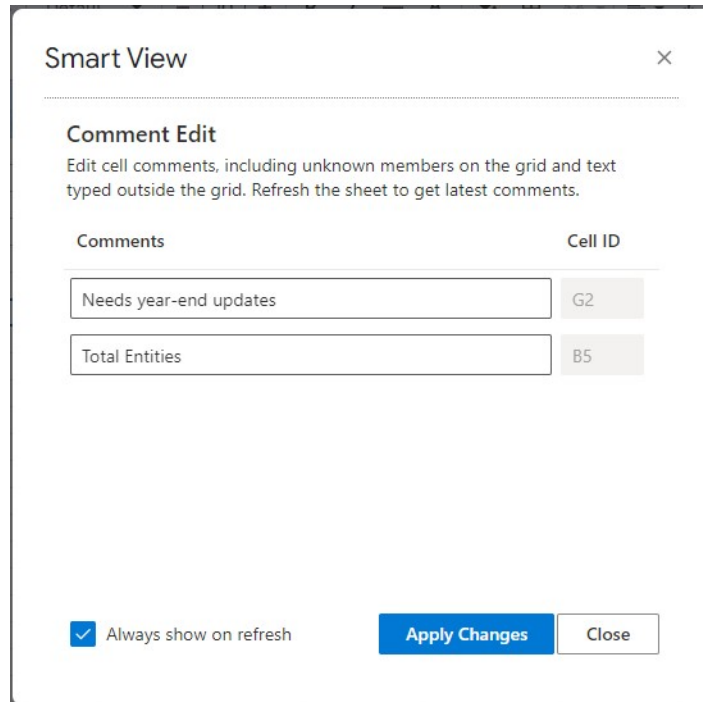 Smart View
Comment Edit
Edit cell comments, including unknown members on the grid and text
typed outside the grid. Refresh the sheet to get latest comments.
Comments Cell ID
Needs year-end updates G2
Total Entities B5
Always show on refresh Apply Changes Close